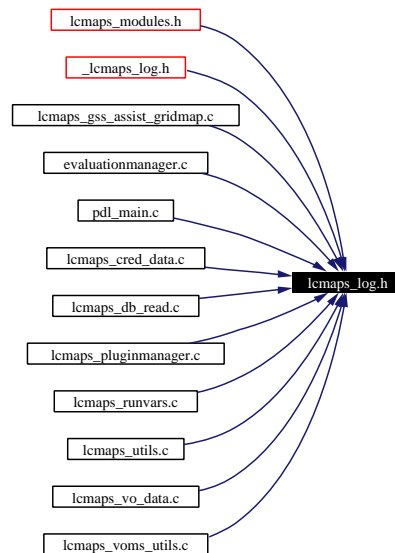 lcmaps_modules.h
_lcmaps_log.h
lcmaps_gss_assist_gridmap.c
evaluationmanager.c
pdl_main.c
lcmaps_cred_data.c
lcmaps_log.h
lcmaps_db_read.c
lcmaps_pluginmanager.c
lcmaps_runvars.c
lcmaps_utils.c
lcmaps_vo_data.c
lcmaps_voms_utils.c